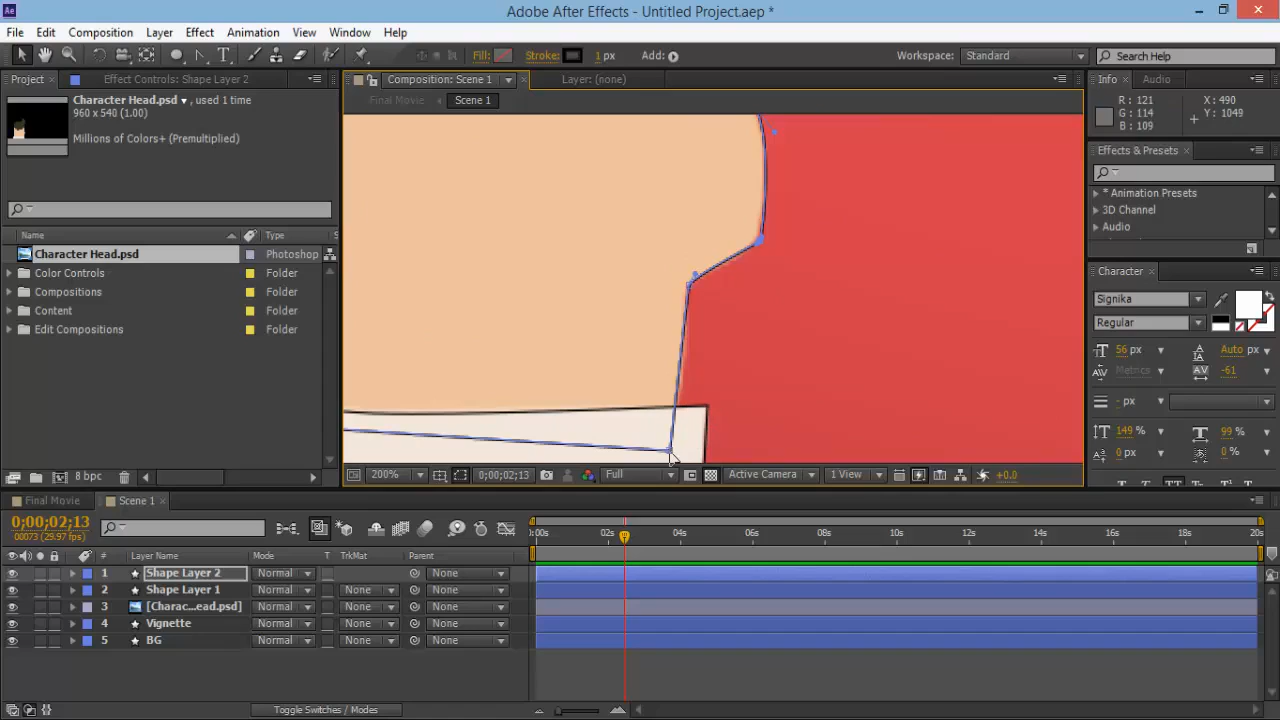 Adobe After Effects - Untitled Project.aep *
File Edit Composition Layer Effect Animation View Window Help
Fill: Stroke: 1 px Add: Workspace: Standard Search Help
Project Effect Controls: Shape Layer 2 Composition: Scene 1 Layer: (none) Info Audio
Character Head.psd , used 1 time
960 x 540 (1.00)
Millions of Colors+ (Premultiplied)
Final Movie Scene 1
R : 121 X : 490
G : 114 Y : 1049
B : 109
Effects & Presets
* Animation Presets
3D Channel
Audio
Name Type
Character Head.psd Photoshop
Color Controls Folder
Compositions Folder
Content Folder
Edit Compositions Folder
Character
Signika
Regular
56 px Auto px
Metrics -61
- px
149 % 99 %
0 px 0 %
8 bpc 200% 0;00;02;13 Full Active Camera 1 View +0.0
Final Movie Scene 1
0;00;02;13
00073 (29.97 fps)
:00s 02s 04s 06s 08s 10s 12s 14s 16s 18s 20s
# Layer Name Mode T TrkMat Parent
1 Shape Layer 2 Normal None
2 Shape Layer 1 Normal None None
3 [Charac...ead.psd] Normal None None
4 Vignette Normal None None
5 BG Normal None None
Toggle Switches / Modes